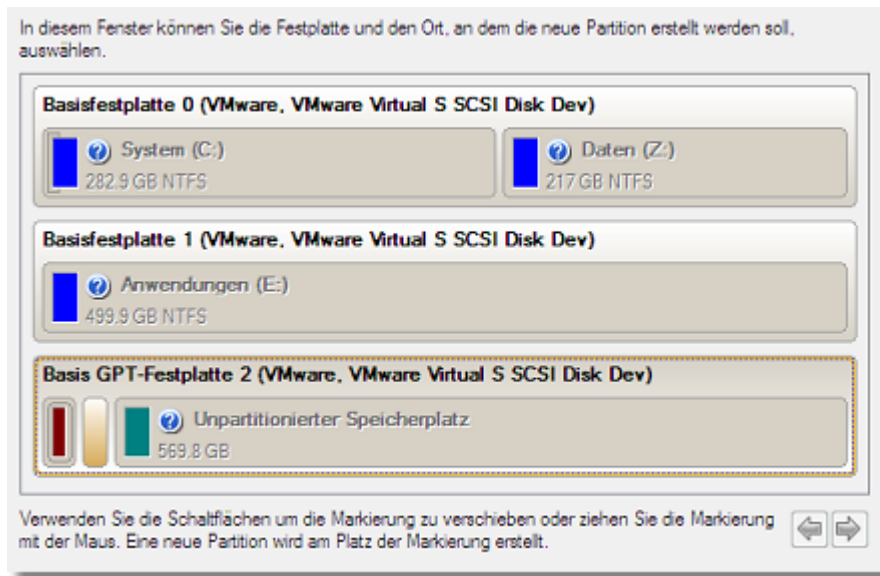 In diesem Fenster können Sie die Festplatte und den Ort, an dem die neue Partition erstellt werden soll,
auswählen.
Basisfestplatte 0 (VMware, VMware Virtual S SCSI Disk Dev)
System (C:)
282.9 GB NTFS
Daten (Z:)
217 GB NTFS
Basisfestplatte 1 (VMware, VMware Virtual S SCSI Disk Dev)
Anwendungen (E:)
499.9 GB NTFS
Basis GPT-Festplatte 2 (VMware, VMware Virtual S SCSI Disk Dev)
Unpartitionierter Speicherplatz
569.8 GB
Verwenden Sie die Schaltflächen um die Markierung zu verschieben oder ziehen Sie die Markierung
mit der Maus. Eine neue Partition wird am Platz der Markierung erstellt.